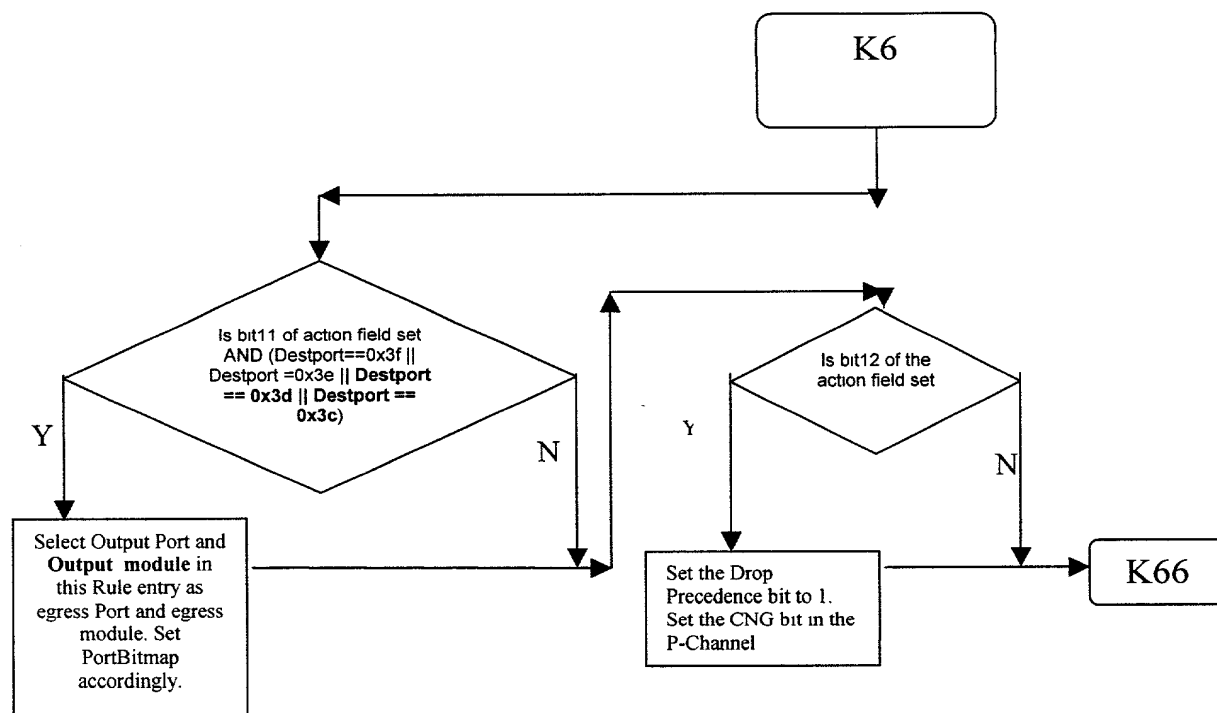 K6
Is bit11 of action field set
AND (Destport==0x3f ||
Destport =0x3e || Destport
== 0x3d || Destport ==
0x3c)
Y
N
Select Output Port and
Output module in
this Rule entry as
egress Port and egress
module. Set
PortBitmap
accordingly.
Is bit12 of the
action field set
Y
N
Set the Drop
Precedence bit to 1.
Set the CNG bit in the
P-Channel
K66